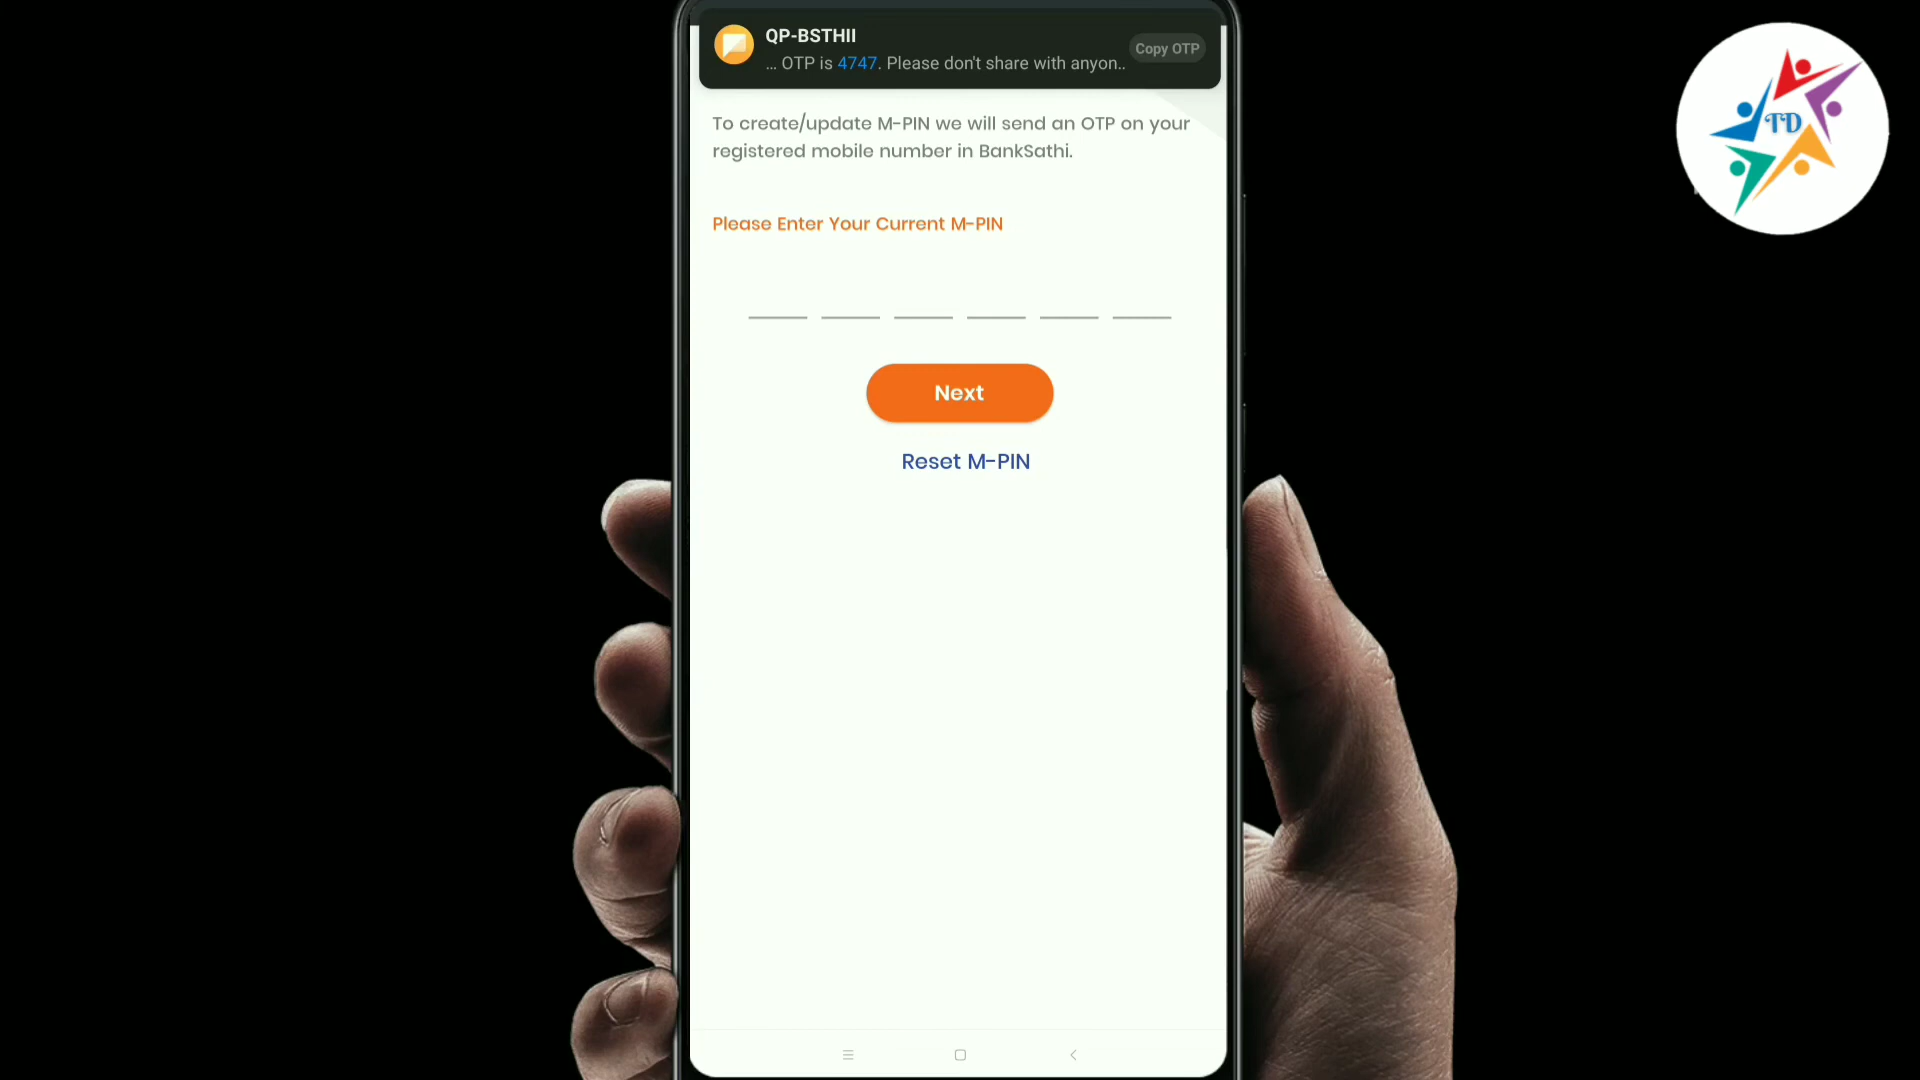 QP-BSTHII
... OTP is 4747. Please don't share with anyon..
Copy OTP
To create/update M-PIN we will send an OTP on your
registered mobile number in BankSathi.
Please Enter Your Current M-PIN
Next
Reset M-PIN
TD